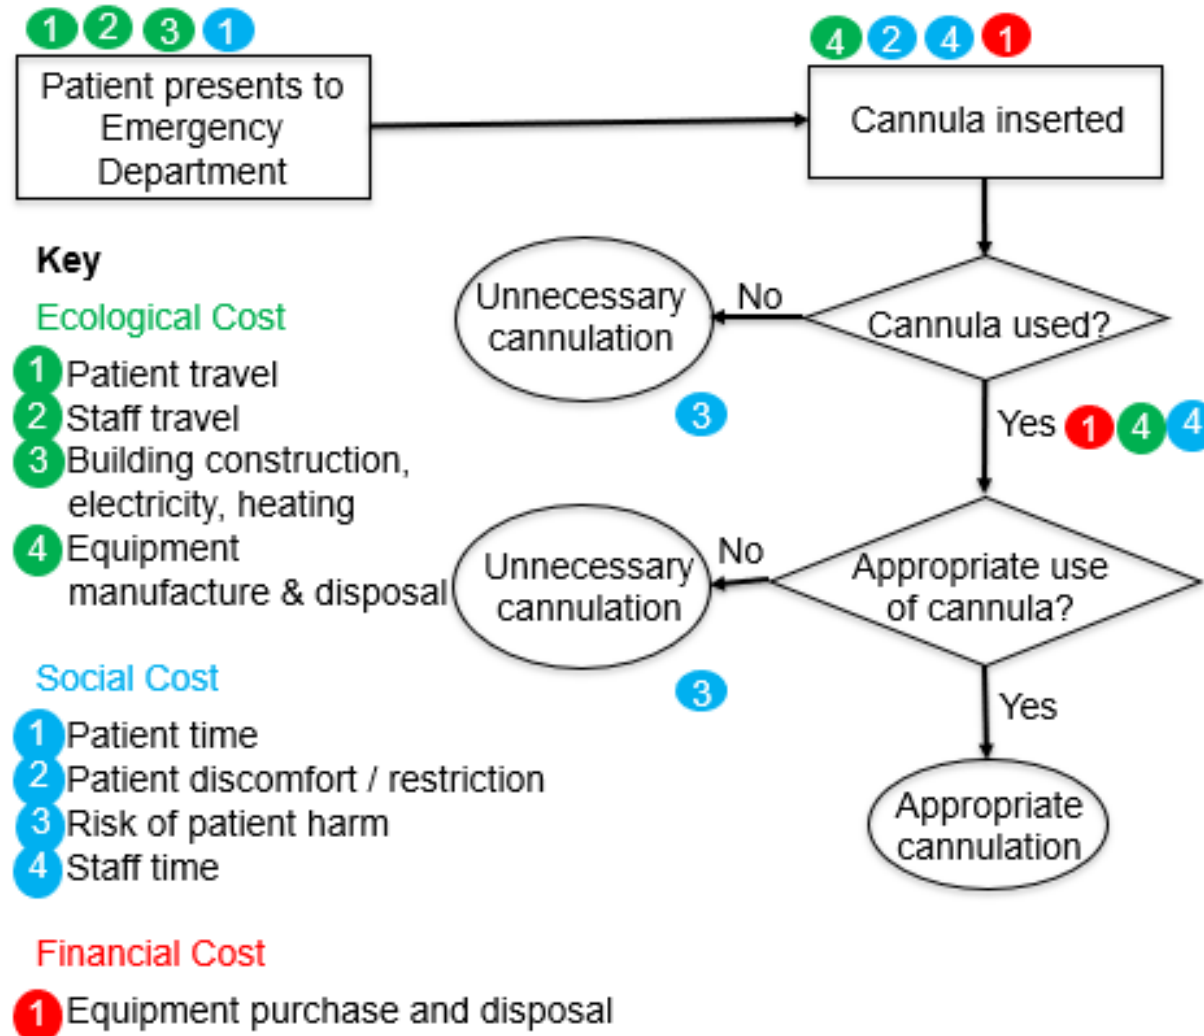 1 2 3 1
Patient presents to
Emergency
Department
4 2 4 1
Cannula inserted
Cannula used?
No
Unnecessary
cannulation
3
Yes 1 4 4
Appropriate use
of cannula?
No
Unnecessary
cannulation
3
Yes
Appropriate
cannulation
Key
Ecological Cost
1 Patient travel
2 Staff travel
3 Building construction,
electricity, heating
4 Equipment
manufacture & disposal
Social Cost
1 Patient time
2 Patient discomfort / restriction
3 Risk of patient harm
4 Staff time
Financial Cost
1 Equipment purchase and disposal